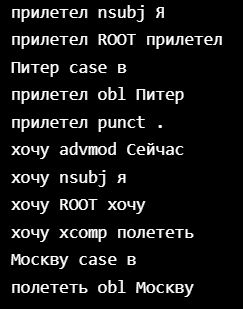 прилетел nsubj Я
прилетел ROOT прилетел
Питер case в
прилетел obl Питер
прилетел punct .
хочу advmod Сейчас
хочу nsubj я
хочу ROOT хочу
хочу xcomp полететь
Москву case в
полететь obl Москву